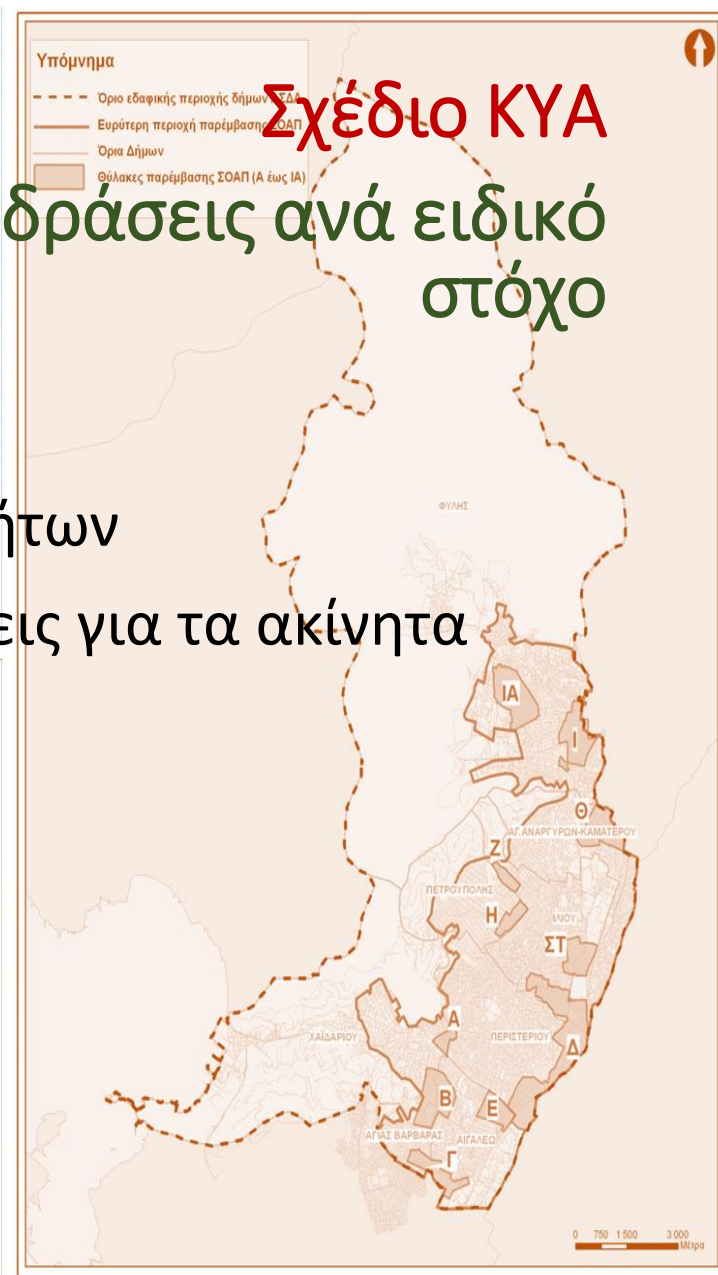 Υπόμνημα
Όριο εδαφικής περιοχής δήμων ΣΔΑ
Ευρύτερη περιοχή παρέμβασης ΣΟΑΠ
Όρια Δήμων
Θύλακες παρέμβασης ΣΟΑΠ (Α έως ΙΑ)
Σχέδιο ΚΥΑ
δράσεις ανά ειδικό
στόχο
ήτων
εις για τα ακίνητα
ΦΥΛΗΣ
ΙΑ
Ι
Θ
ΑΓ.ΑΝΑΡΓΥΡΩΝ-ΚΑΜΑΤΕΡΟΥ
Ζ
ΠΕΤΡΟΥΠΟΛΗΣ
Η
ΙΛΙΟΥ
ΣΤ
Α
ΧΑΪΔΑΡΙΟΥ
ΠΕΡΙΣΤΕΡΙΟΥ
Δ
Β
Ε
ΑΓΙΑΣ ΒΑΡΒΑΡΑΣ
ΑΙΓΑΛΕΩ
Γ
0 750 1 500 3 000
Μέτρα